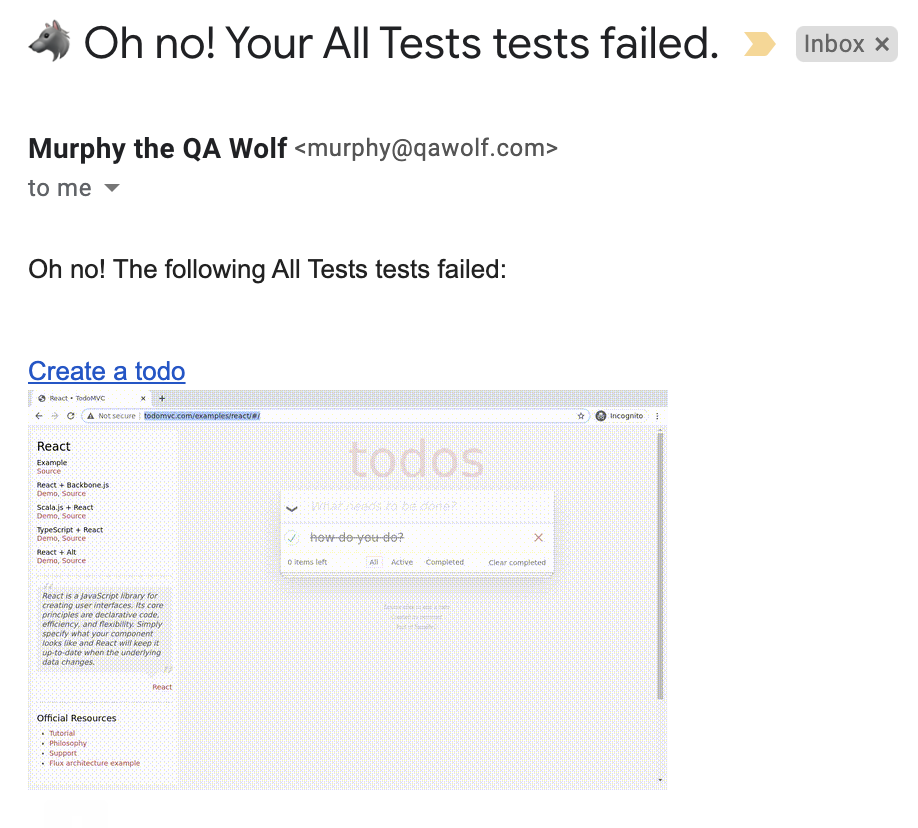 Oh no! Your All Tests tests failed.
Inbox ×
Murphy the QA Wolf <murphy@qawolf.com>
to me
Oh no! The following All Tests tests failed:
Create a todo
React • TodoMVC × +
Not secure | todomvc.com/examples/react/#/ Incognito
React
Example
Source
React + Backbone.js
Demo, Source
Scala.js + React
Demo, Source
TypeScript + React
Demo, Source
React + Alt
Demo, Source
React is a JavaScript library for
creating user interfaces. Its core
principles are declarative code,
efficiency, and flexibility. Simply
specify what your component
looks like and React will keep it
up-to-date when the underlying
data changes.
React
Official Resources
• Tutorial
• Philosophy
• Support
• Flux architecture example
todos
What needs to be done?
how do you do?
0 items left All Active Completed Clear completed